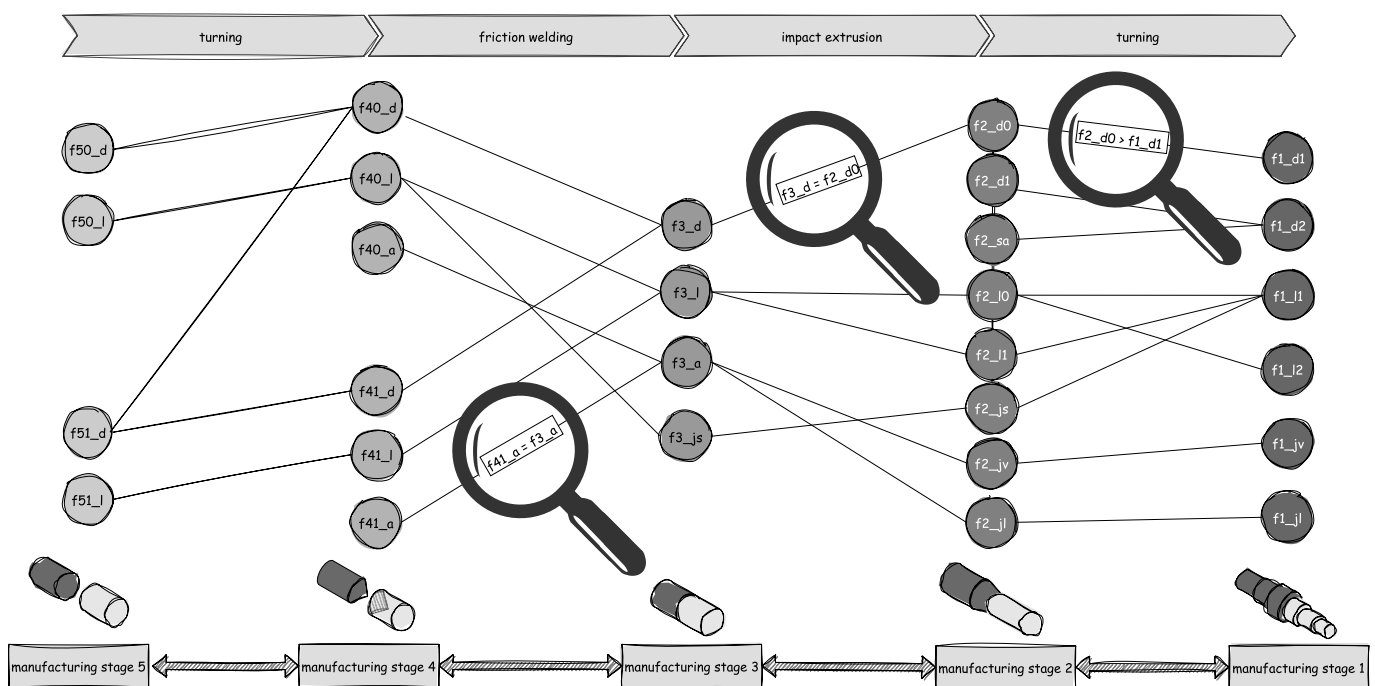 turning
friction welding
impact extrusion
turning
f50_d
f50_l
f51_d
f51_l
f40_d
f40_l
f40_a
f41_d
f41_l
f41_a
f41_a = f3_a
f3_d
f3_l
f3_a
f3_js
f3_d = f2_d0
f2_d0
f2_d1
f2_sa
f2_l0
f2_l1
f2_js
f2_jv
f2_jl
f2_d0 > f1_d1
f1_d1
f1_d2
f1_l1
f1_l2
f1_jv
f1_jl
manufacturing stage 5
manufacturing stage 4
manufacturing stage 3
manufacturing stage 2
manufacturing stage 1